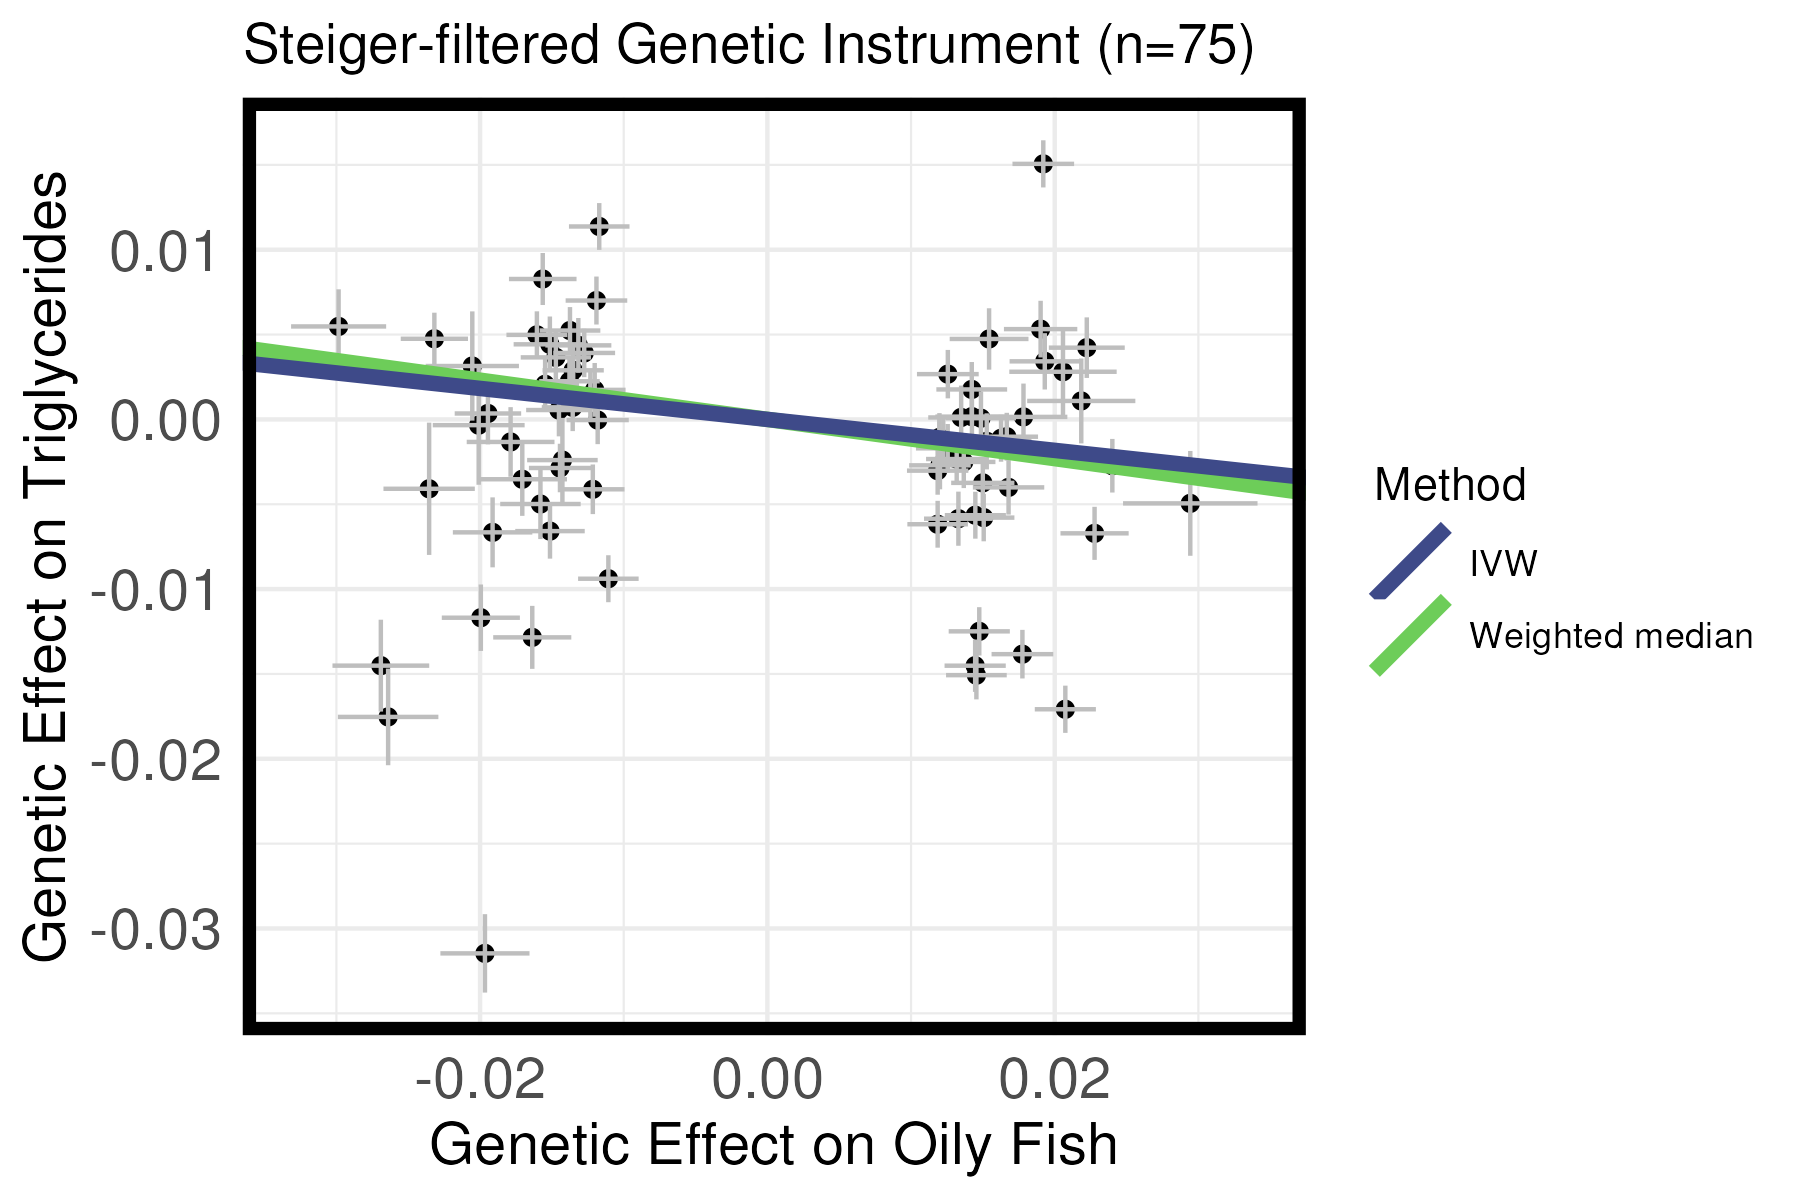 Steiger-filtered Genetic Instrument (n=75)
Genetic Effect on Triglycerides
0.01
0.00
-0.01
-0.02
-0.03
-0.02 0.00 0.02
Genetic Effect on Oily Fish
Method
IVW
Weighted median